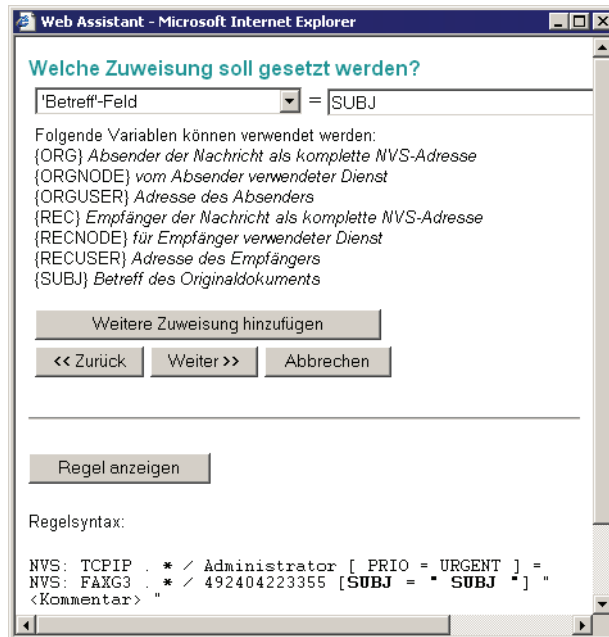 Web Assistant - Microsoft Internet Explorer
Welche Zuweisung soll gesetzt werden?
'Betreff'-Feld = SUBJ
Folgende Variablen können verwendet werden:
{ORG} Absender der Nachricht als komplette NVS-Adresse
{ORGNODE} vom Absender verwendeter Dienst
{ORGUSER} Adresse des Absenders
{REC} Empfänger der Nachricht als komplette NVS-Adresse
{RECNODE} für Empfänger verwendeter Dienst
{RECUSER} Adresse des Empfängers
{SUBJ} Betreff des Originaldokuments
Weitere Zuweisung hinzufügen
<< Zurück Weiter >> Abbrechen
Regel anzeigen
Regelsyntax:
NVS: TCPIP . * / Administrator [ PRIO = URGENT ] =
NVS: FAXG3 . * / 492404223355 [SUBJ = " SUBJ "] "
<Kommentar> "